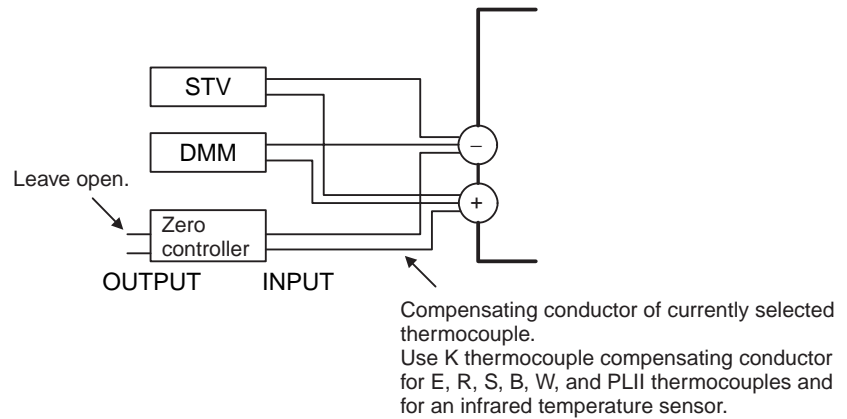 STV
DMM
Leave open.
Zero
controller
OUTPUT
INPUT
−
+
Compensating conductor of currently selected
thermocouple.
Use K thermocouple compensating conductor
for E, R, S, B, W, and PLII thermocouples and
for an infrared temperature sensor.